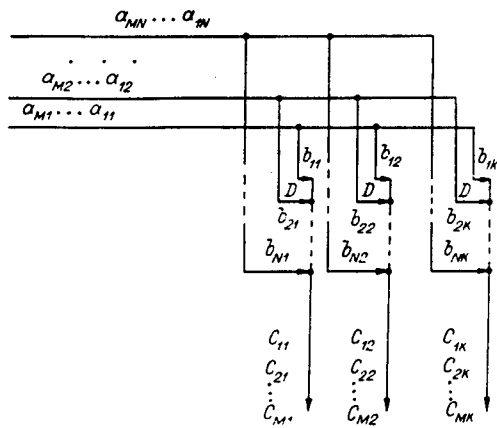 a_MN ... a_1N
. . .
a_M2 ... a_12
a_M1 ... a_11
b_11 b_12 b_1K
D D D
b_21 b_22 b_2K
b_N1 b_N2 b_NK
C_11 C_12 C_1K
C_21 C_22 C_2K
⋮ ⋮ ⋮
C_M1 C_M2 C_MK